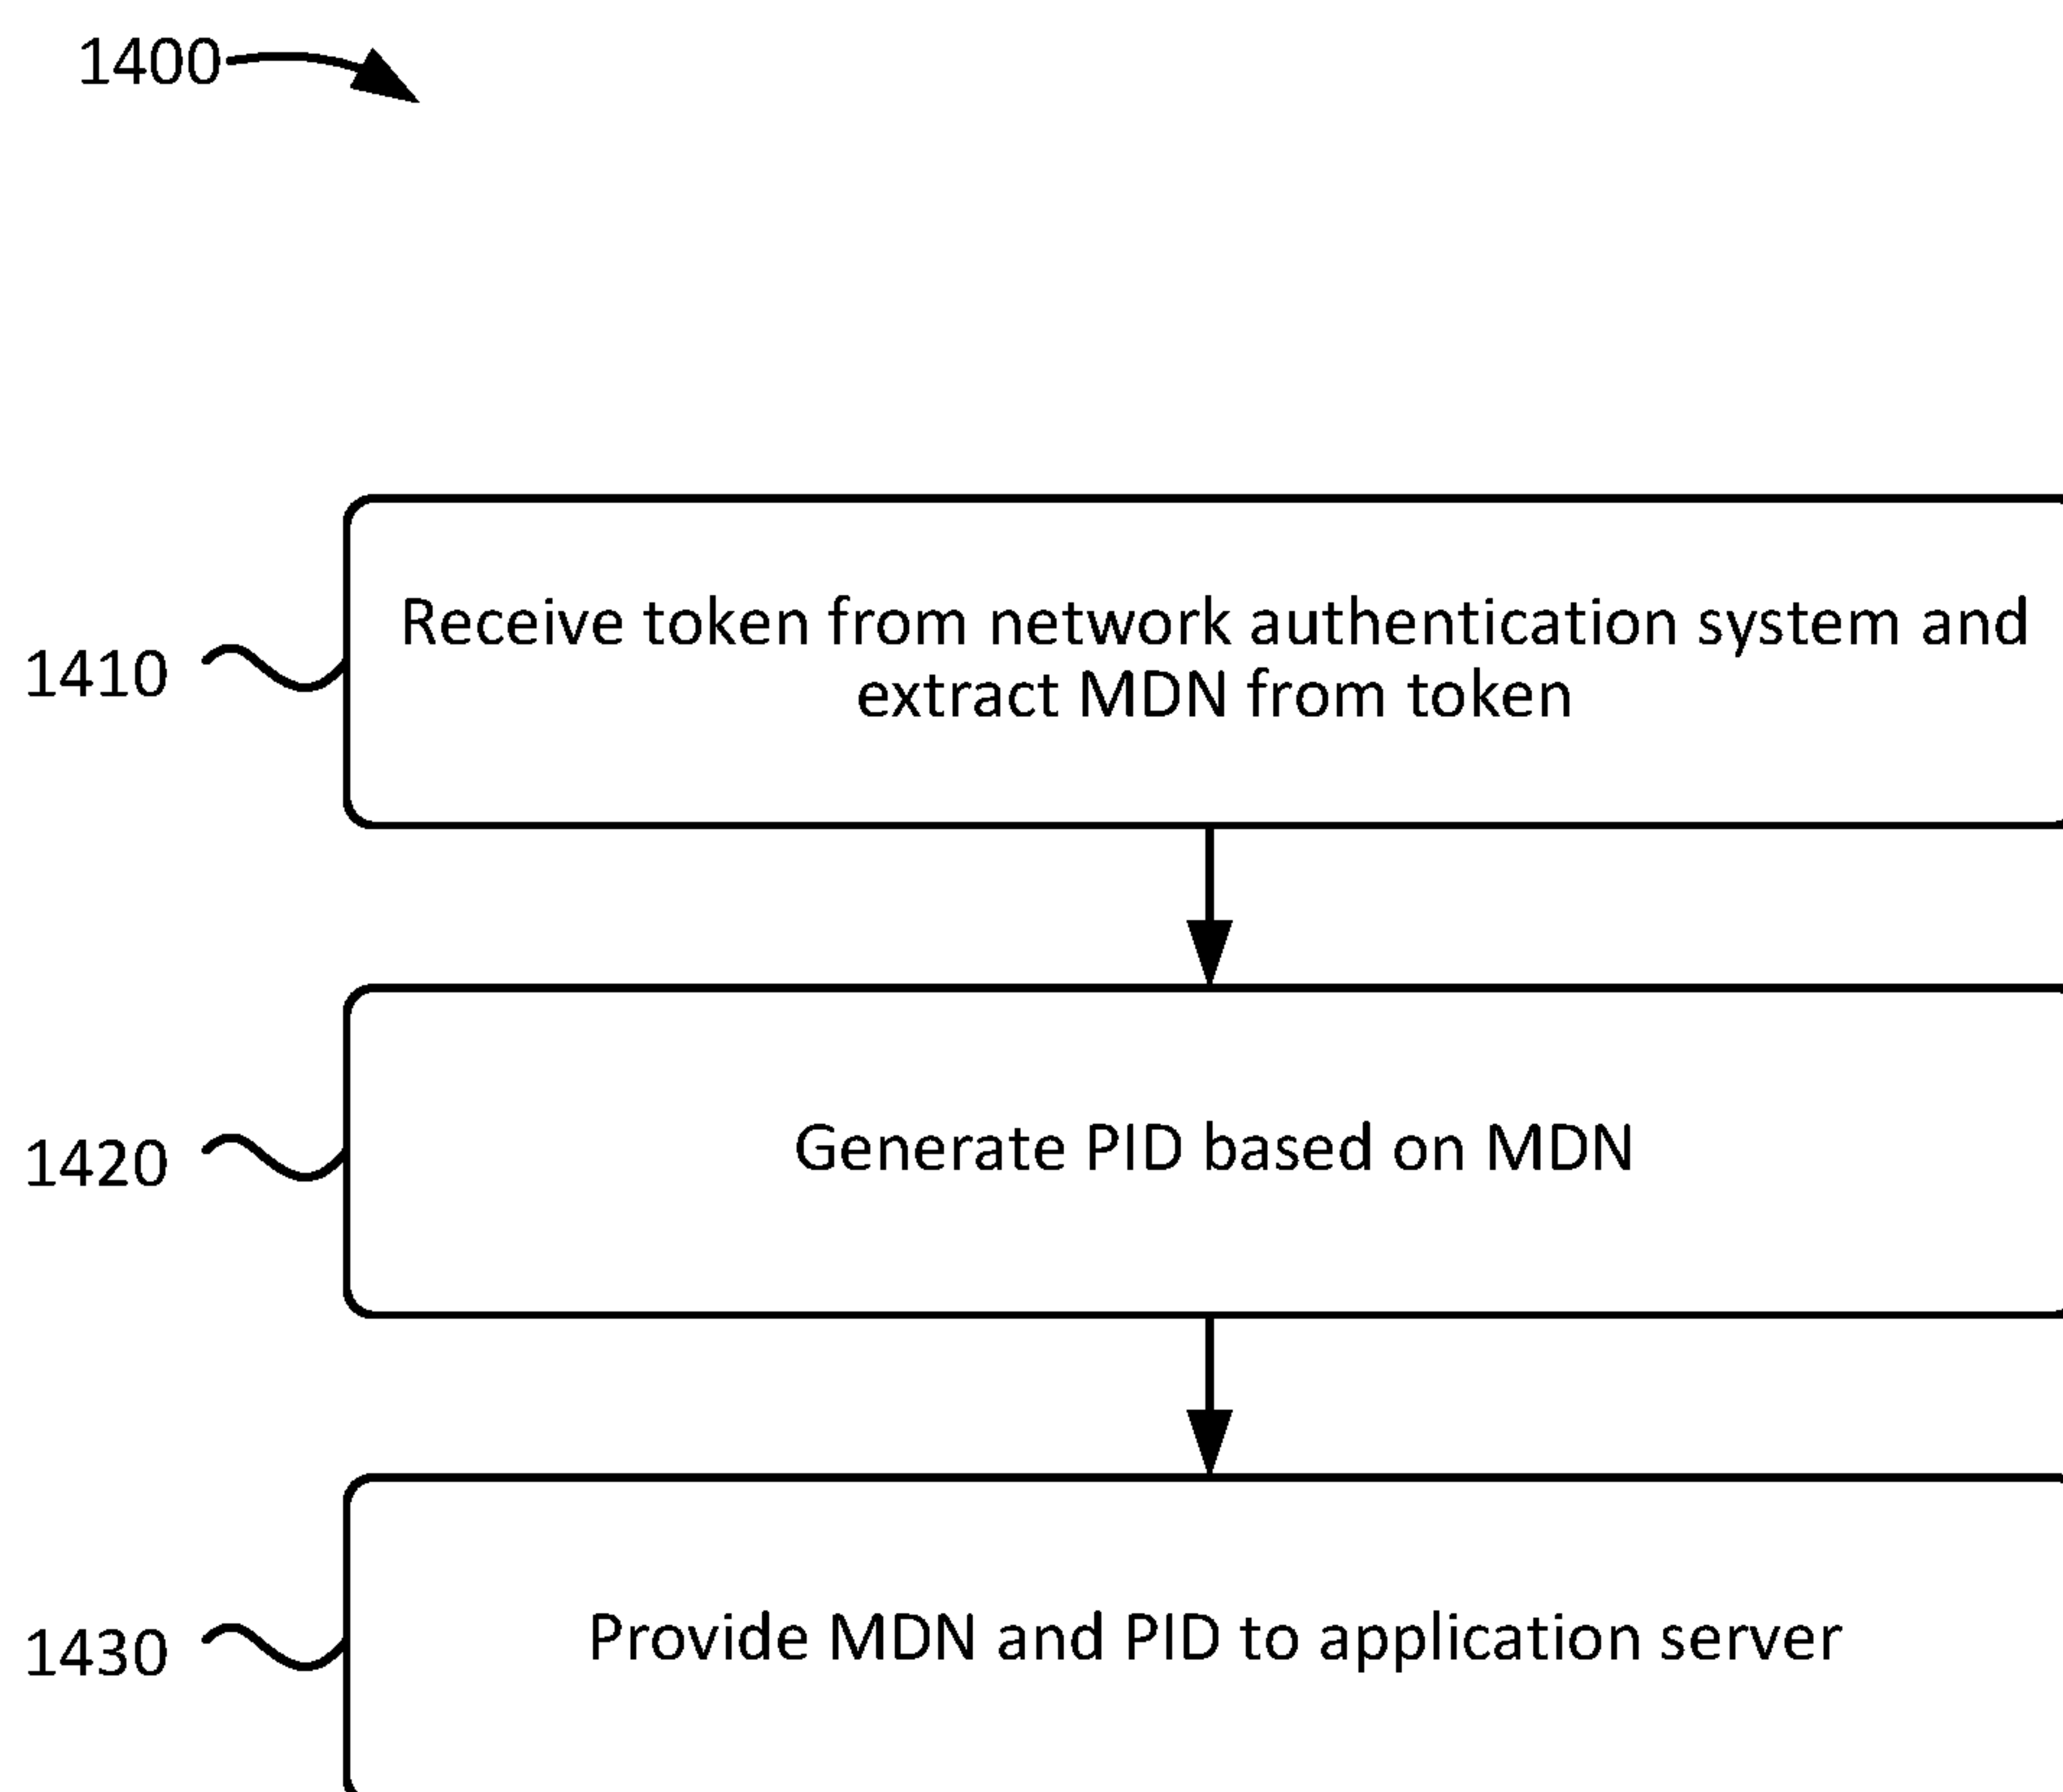 1400
1410
Receive token from network authentication system and
extract MDN from token
1420
Generate PID based on MDN
1430
Provide MDN and PID to application server